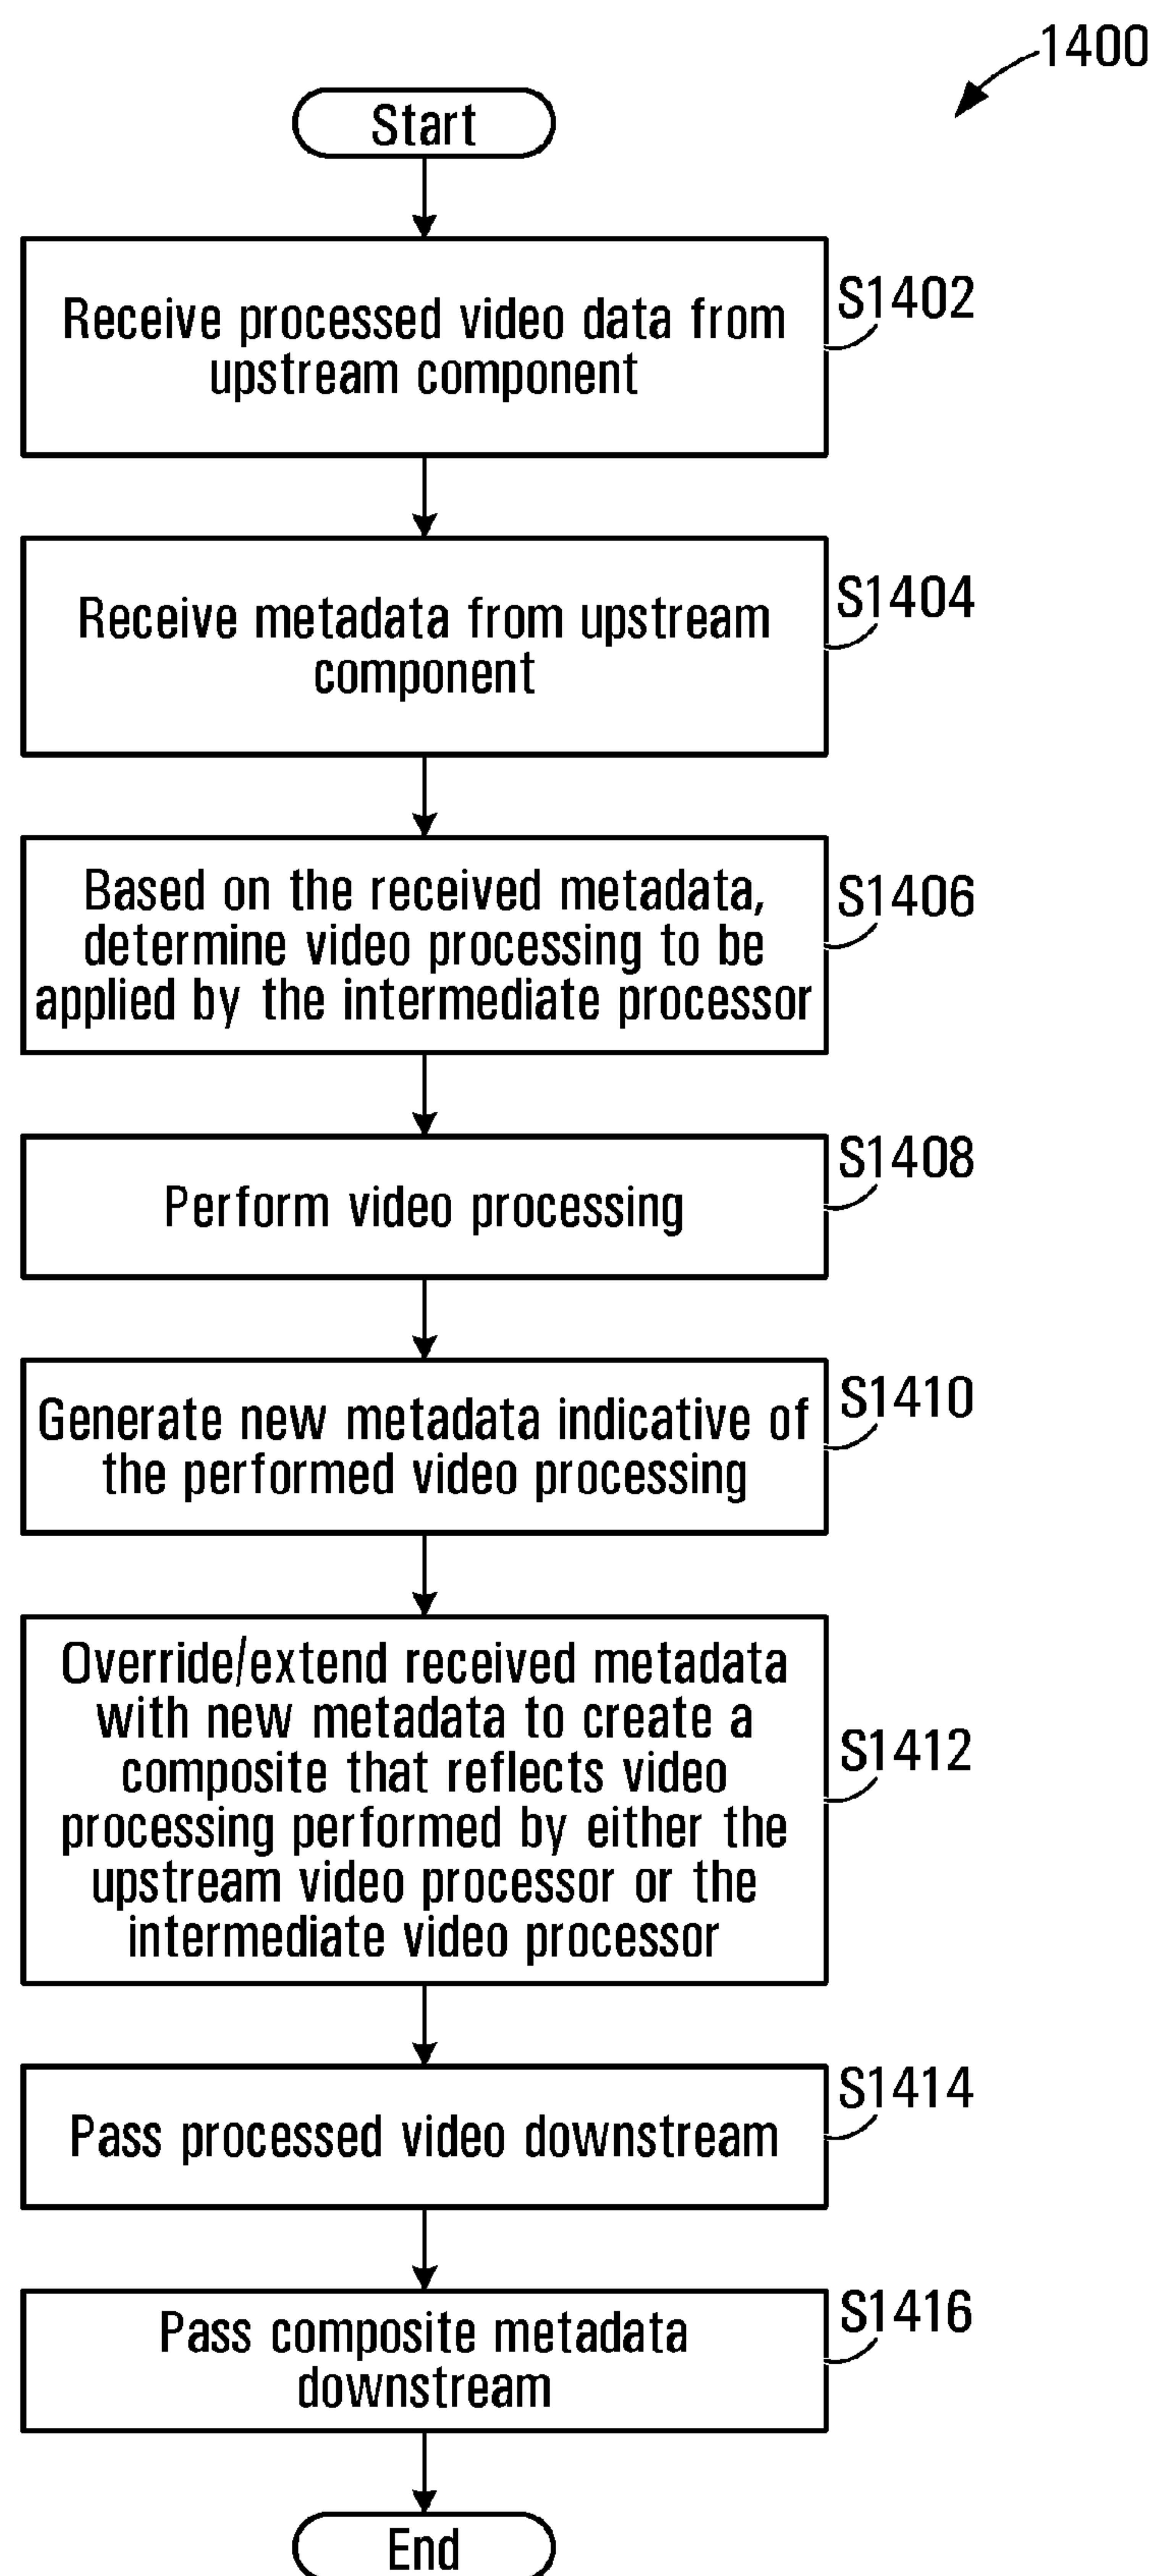 1400
Start
Receive processed video data from
upstream component
S1402
Receive metadata from upstream
component
S1404
Based on the received metadata,
determine video processing to be
applied by the intermediate processor
S1406
Perform video processing
S1408
Generate new metadata indicative of
the performed video processing
S1410
Override/extend received metadata
with new metadata to create a
composite that reflects video
processing performed by either the
upstream video processor or the
intermediate video processor
S1412
Pass processed video downstream
S1414
Pass composite metadata
downstream
S1416
End